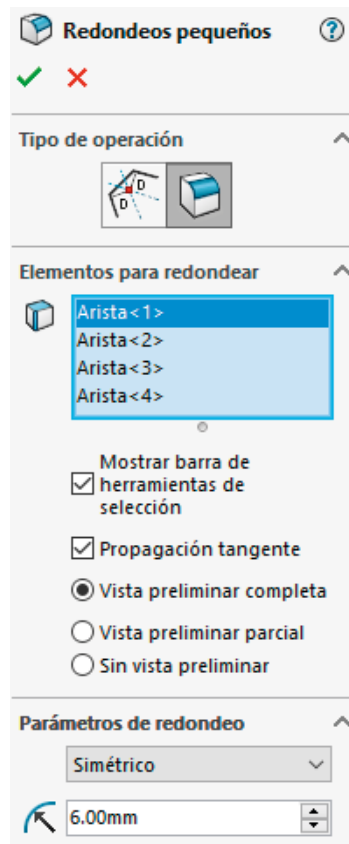 Redondeos pequeños
Tipo de operación
D
D
Elementos para redondear
Arista<1>
Arista<2>
Arista<3>
Arista<4>
Mostrar barra de
herramientas de
selección
Propagación tangente
Vista preliminar completa
Vista preliminar parcial
Sin vista preliminar
Parámetros de redondeo
Simétrico
6.00mm